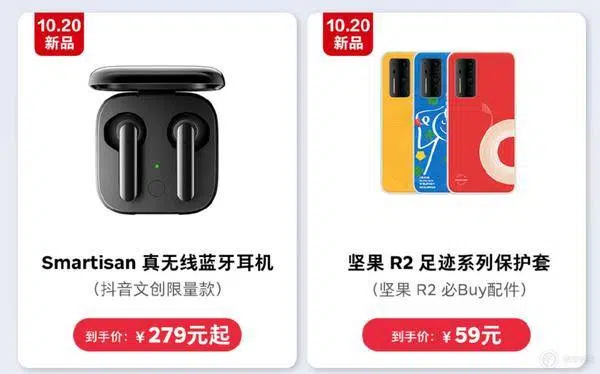 10.20
新品
Smartisan 真无线蓝牙耳机
（抖音文创限量款）
到手价：￥279元起
10.20
新品
坚果 R2 足迹系列保护套
（坚果 R2 必Buy配件）
到手价：￥59元